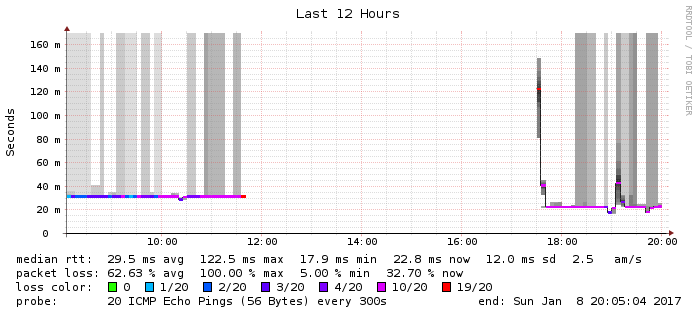 Last 12 Hours
RRDTOOL / TOBI OETIKER
Seconds
160 m
140 m
120 m
100 m
80 m
60 m
40 m
20 m
0
10:00 12:00 14:00 16:00 18:00 20:00
median rtt: 29.5 ms avg 122.5 ms max 17.9 ms min 22.8 ms now 12.0 ms sd 2.5 am/s
packet loss: 62.63 % avg 100.00 % max 5.00 % min 32.70 % now
loss color: 0 1/20 2/20 3/20 4/20 10/20 19/20
probe: 20 ICMP Echo Pings (56 Bytes) every 300s end: Sun Jan 8 20:05:04 2017